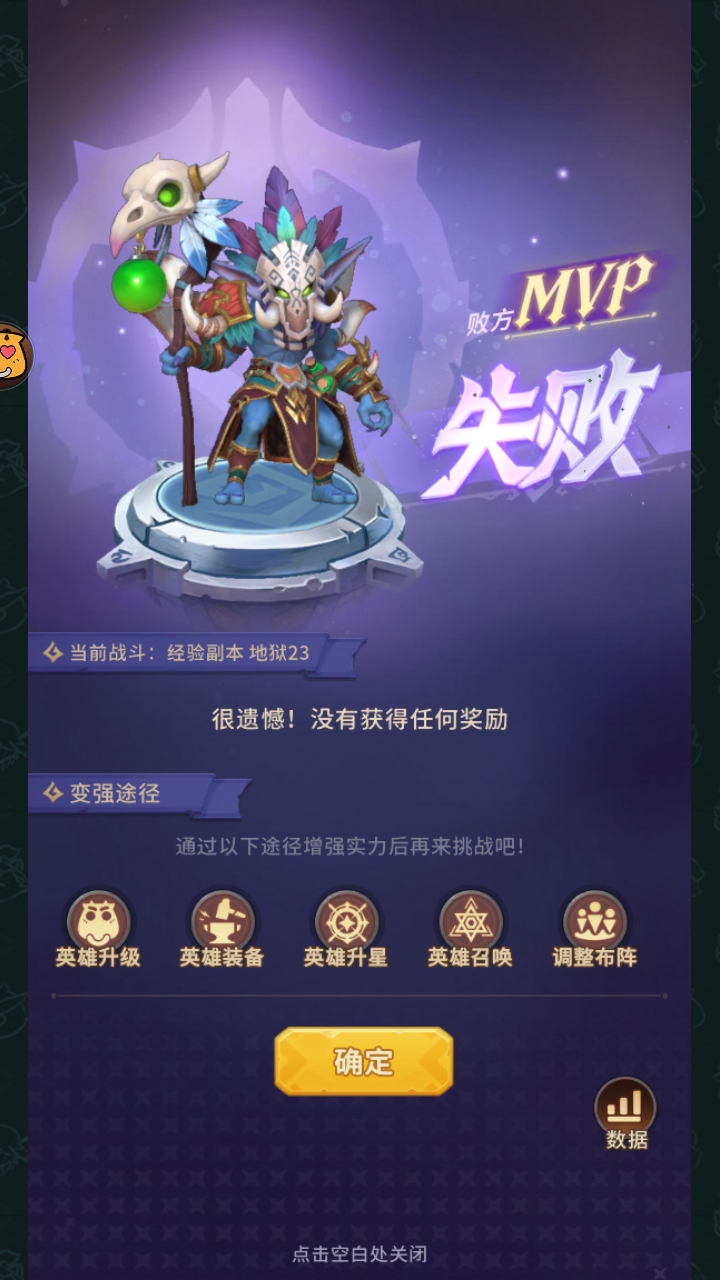 败方MVP
失败
当前战斗：经验副本 地狱23
很遗憾！没有获得任何奖励
变强途径
通过以下途径增强实力后再来挑战吧！
英雄升级 英雄装备 英雄升星 英雄召唤 调整布阵
确定
数据
点击空白处关闭